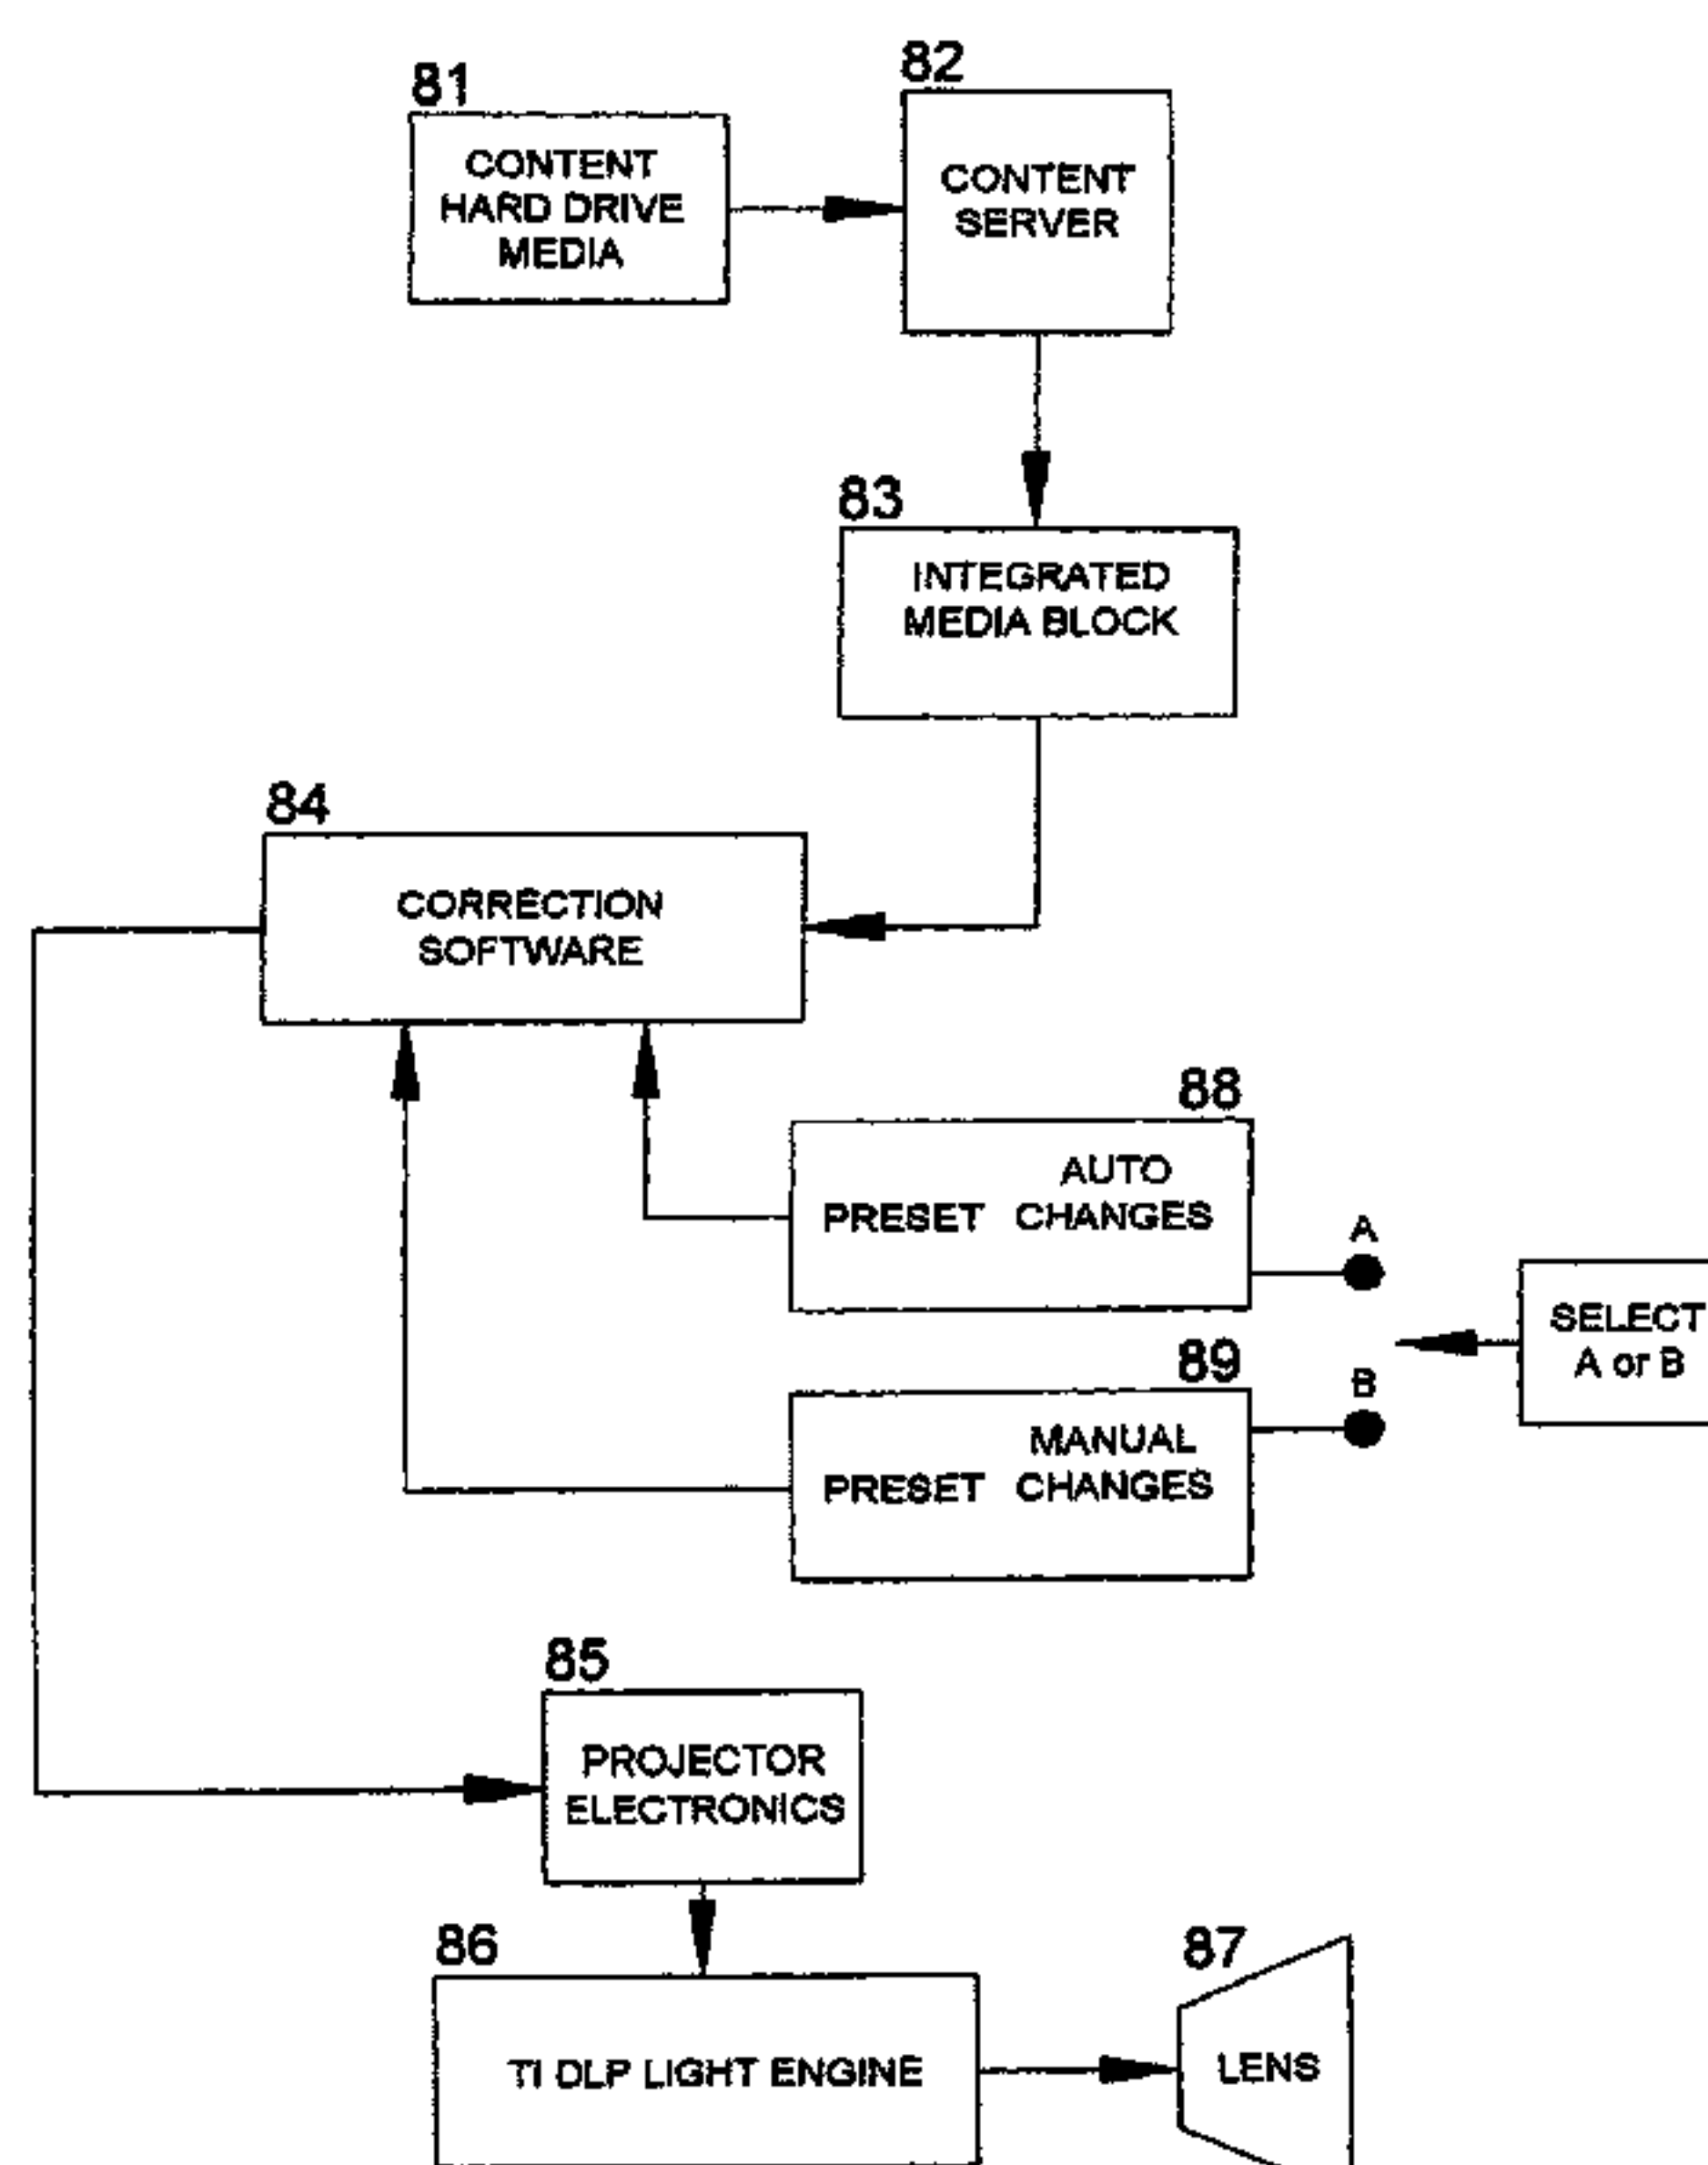 81
CONTENT
HARD DRIVE
MEDIA
82
CONTENT
SERVER
83
INTEGRATED
MEDIA BLOCK
84
CORRECTION
SOFTWARE
88
AUTO
PRESET CHANGES
A
SELECT
A or B
89
B
MANUAL
PRESET CHANGES
85
PROJECTOR
ELECTRONICS
86
TI DLP LIGHT ENGINE
87
LENS